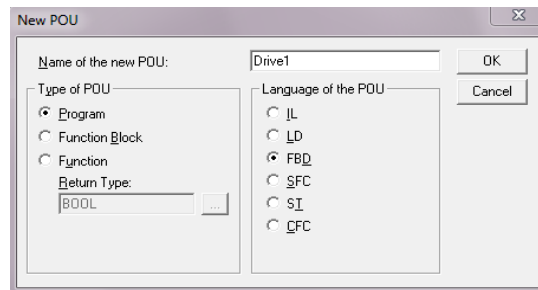 New POU
Name of the new POU:
Drive1
OK
Cancel
Type of POU
Program
Function Block
Function
Return Type:
BOOL
...
Language of the POU
IL
LD
FBD
SFC
ST
CFC